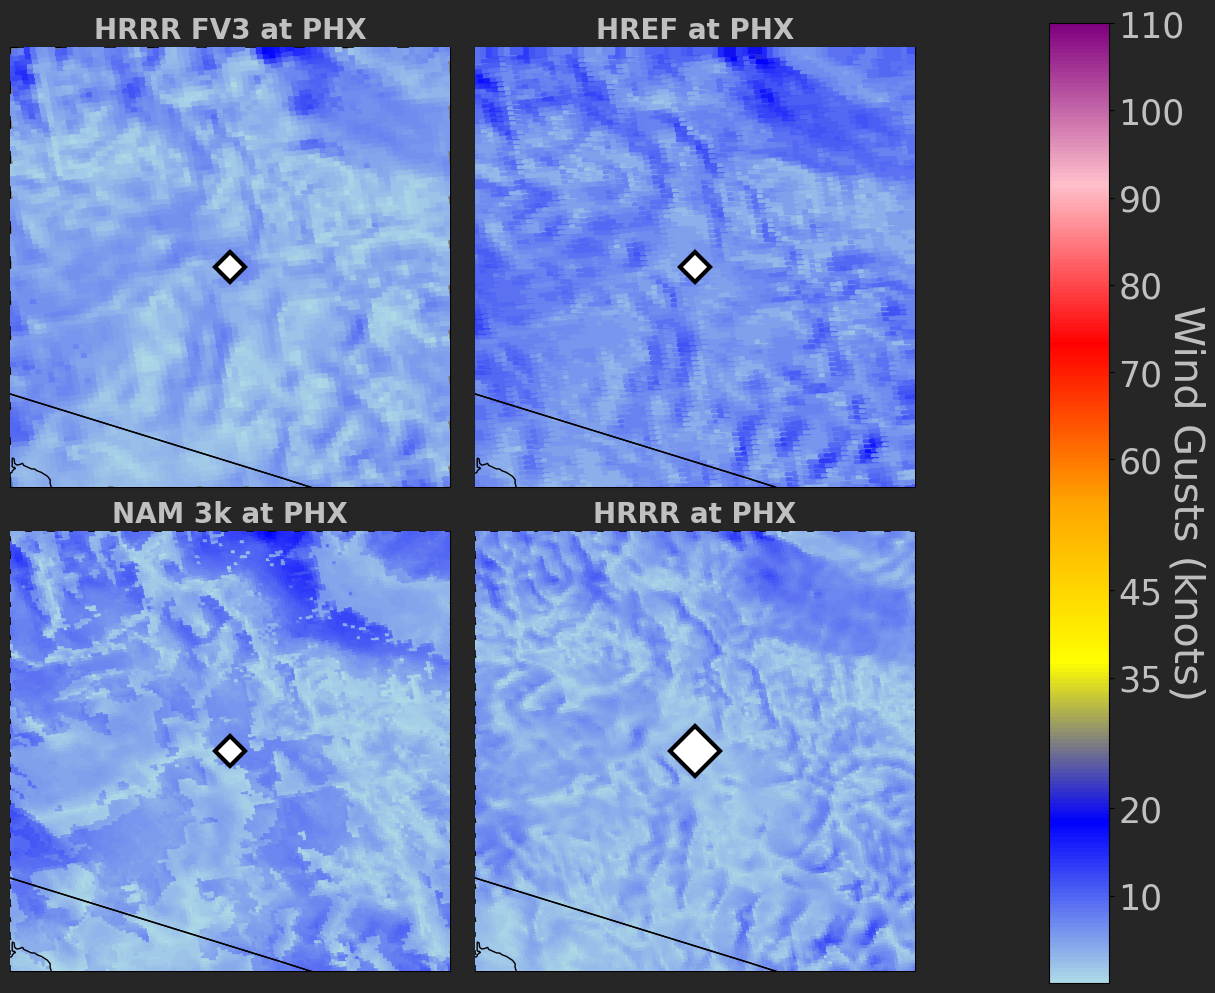 HRRR FV3 at PHX
HREF at PHX
NAM 3k at PHX
HRRR at PHX
110
100
90
80
70
60
45
35
20
10
Wind Gusts (knots)